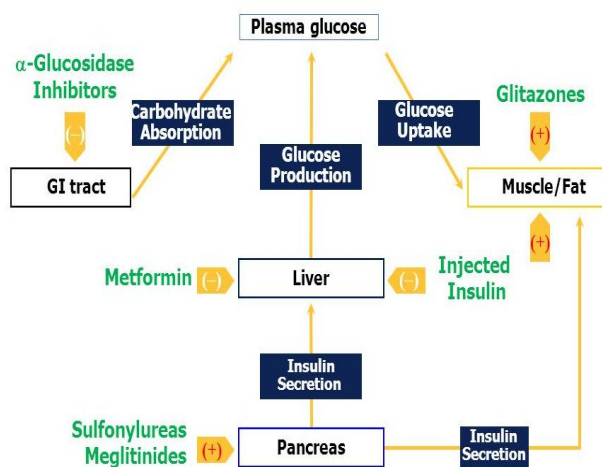 Plasma glucose
α-Glucosidase
Inhibitors
(−)
Carbohydrate
Absorption
Glucose
Uptake
Glitazones
(+)
GI tract
Glucose
Production
Muscle/Fat
(+)
Metformin
(−)
Liver
(−)
Injected
Insulin
Insulin
Secretion
Sulfonylureas
Meglitinides
(+)
Pancreas
Insulin
Secretion